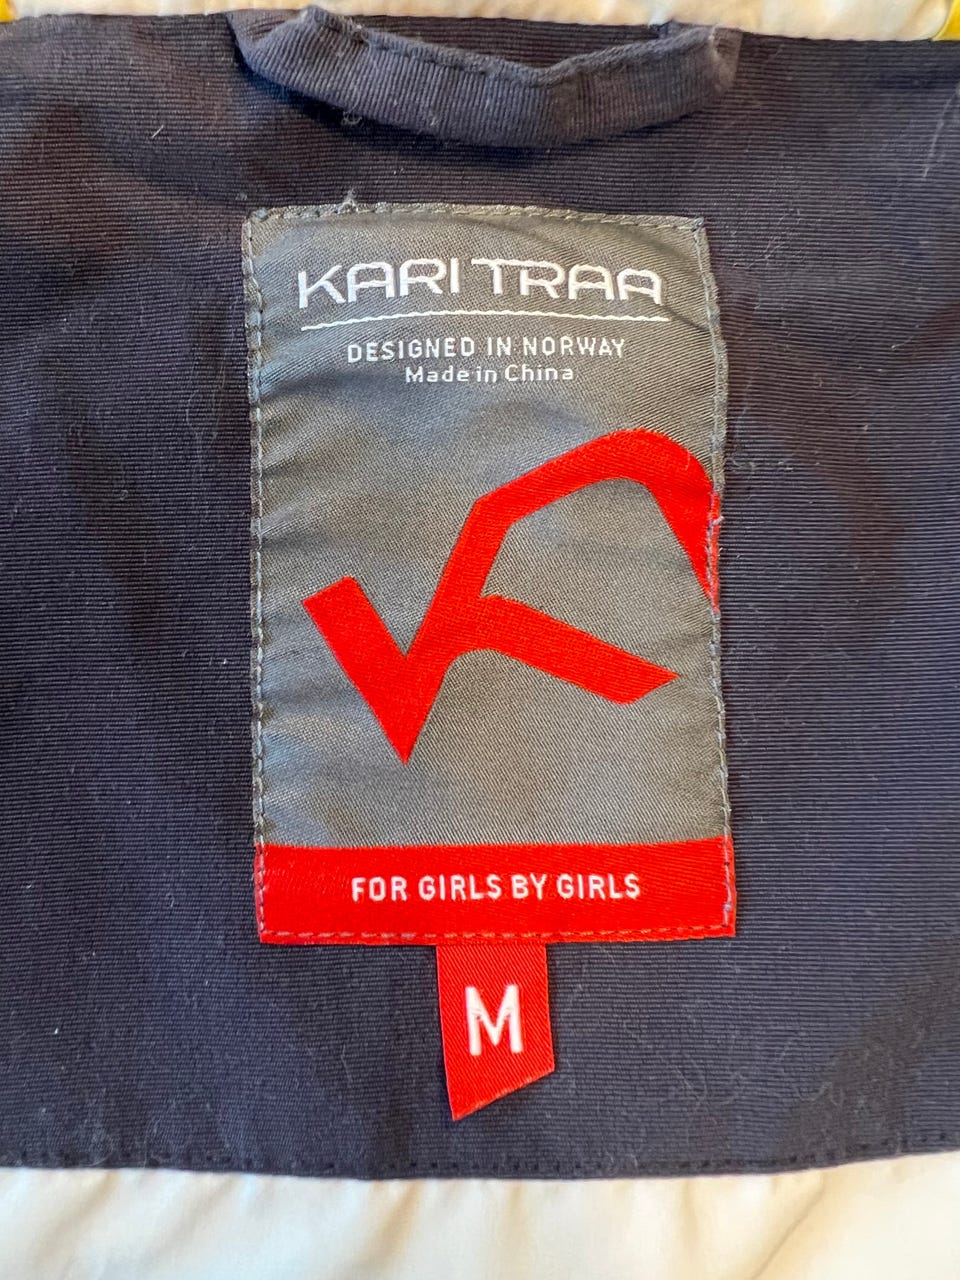 KARI TRAA
DESIGNED IN NORWAY
Made in China
FOR GIRLS BY GIRLS
M